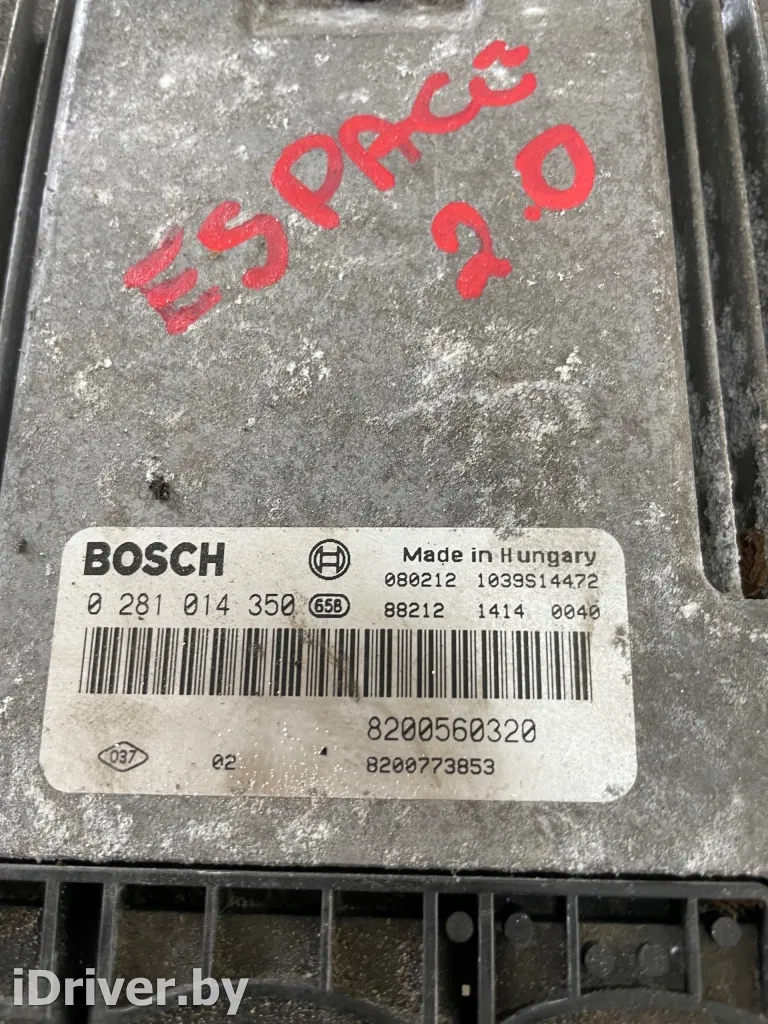 ESPACE
2.0
BOSCH
Made in Hungary
080212 1039S14472
0 281 014 350 65B 88212 1414 0040
8200560320
037 02 8200773853
iDriver.by